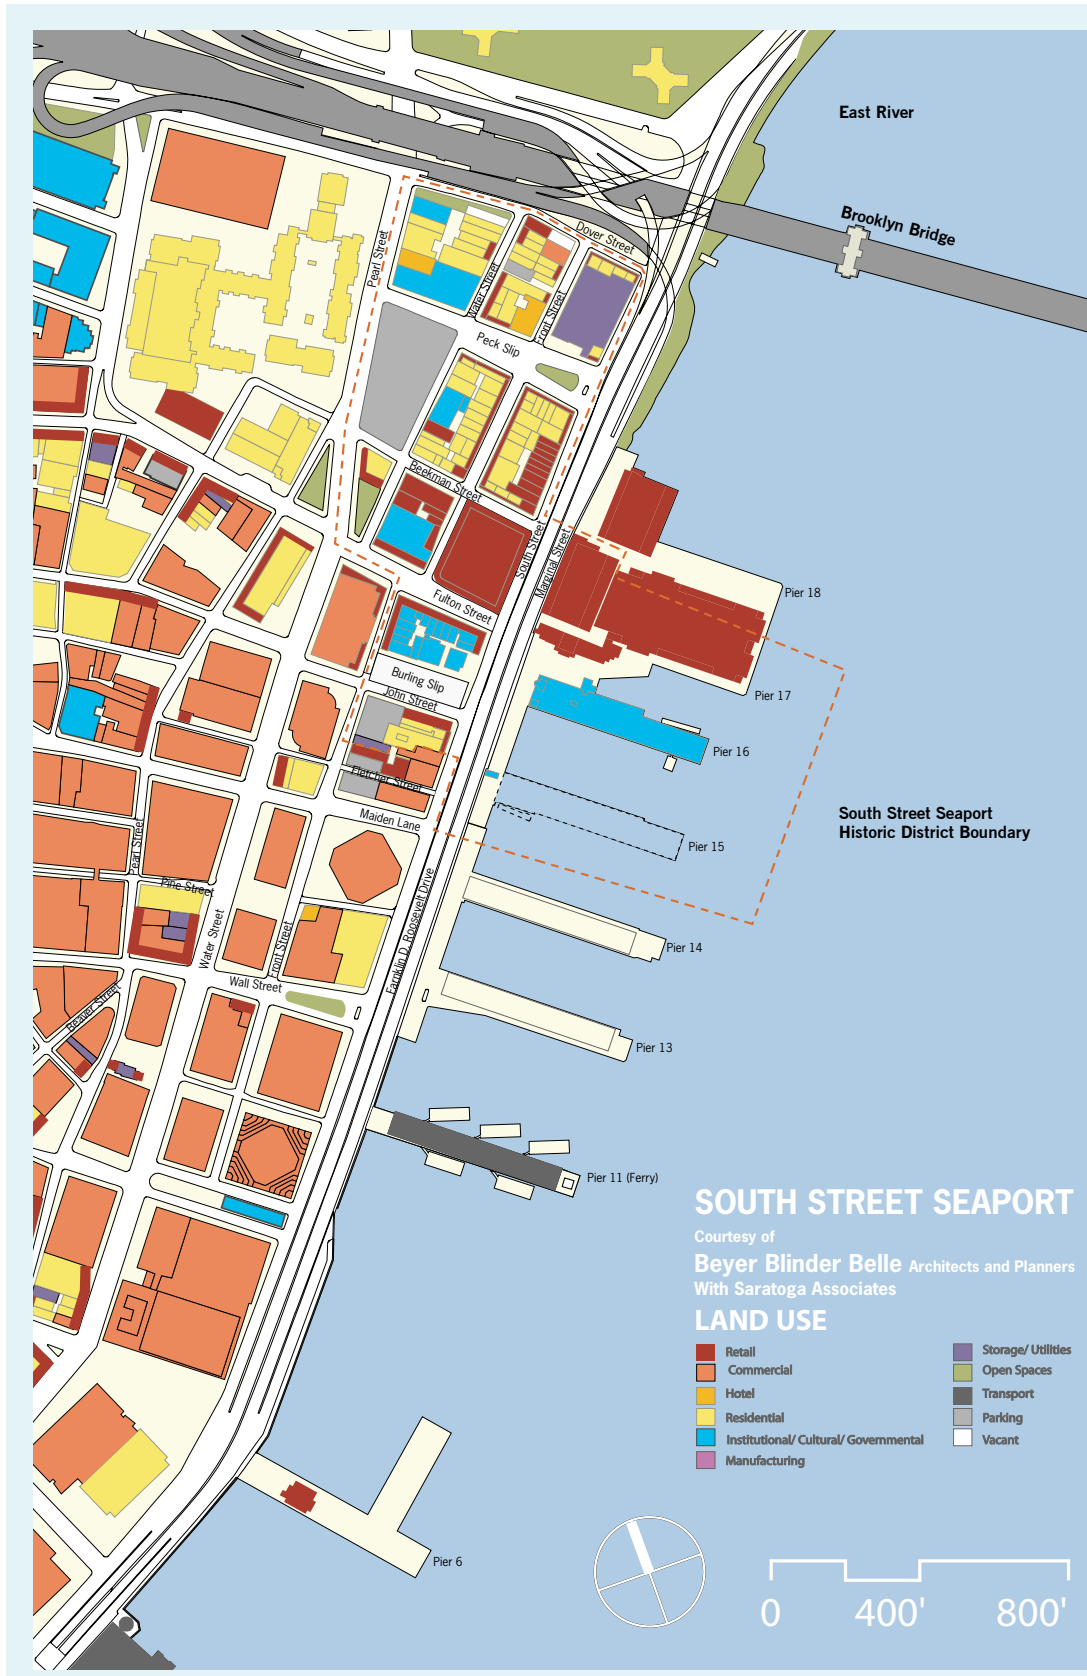 East River
Brooklyn Bridge
Dover Street
Pearl Street
Water Street
Front Street
Peck Slip
Beekman Street
South Street
Marginal Street
Pier 18
Fulton Street
Burling Slip
John Street
Pier 17
Pier 16
Fletcher Street
Maiden Lane
South Street Seaport
Historic District Boundary
Pearl Street
Pier 15
Pine Street
Water Street
Front Street
Farnklin D. Roosevelt Drive
Pier 14
Wall Street
Beaver Street
Pier 13
Pier 11 (Ferry)
SOUTH STREET SEAPORT
Courtesy of
Beyer Blinder Belle Architects and Planners
With Saratoga Associates
LAND USE
Retail
Commercial
Hotel
Residential
Institutional/ Cultural/ Governmental
Manufacturing
Storage/ Utilities
Open Spaces
Transport
Parking
Vacant
Pier 6
0 400' 800'